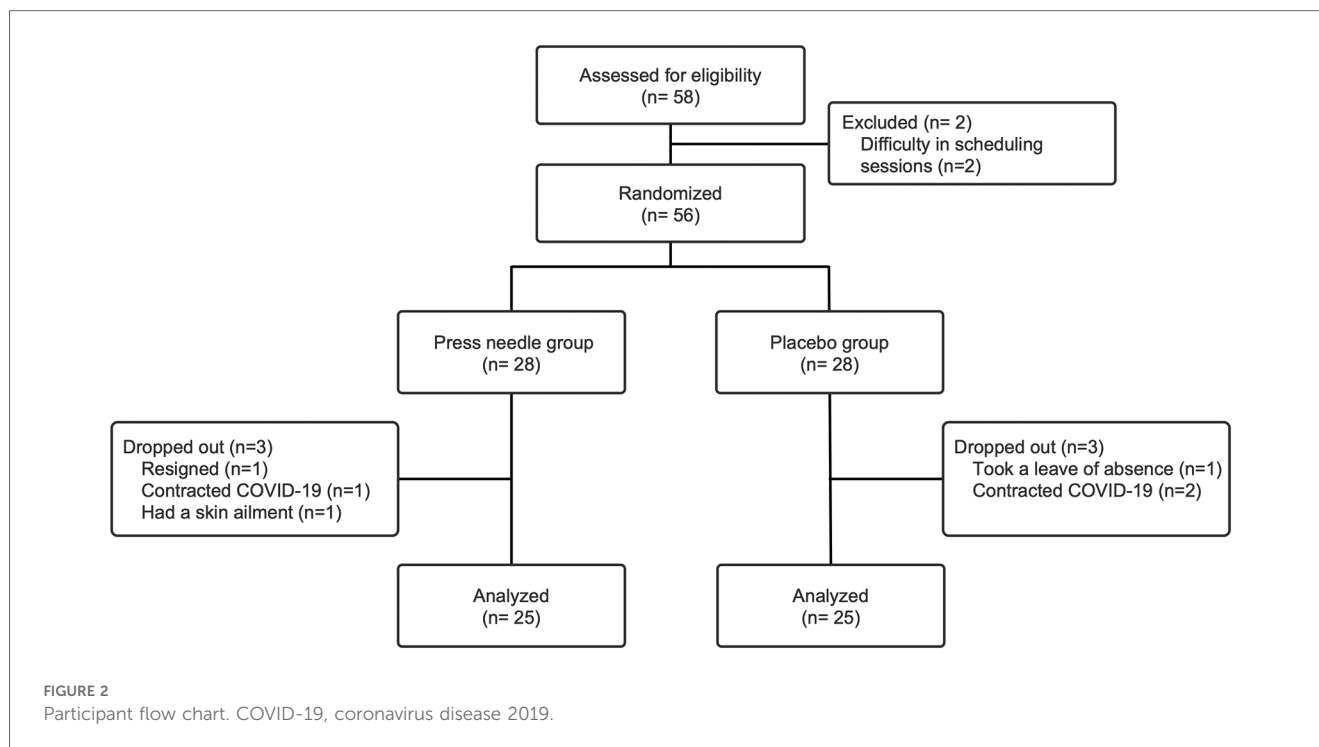 Assessed for eligibility
(n= 58)
Excluded (n= 2)
Difficulty in scheduling
sessions (n=2)
Randomized
(n= 56)
Press needle group
(n= 28)
Placebo group
(n= 28)
Dropped out (n=3)
Resigned (n=1)
Contracted COVID-19 (n=1)
Had a skin ailment (n=1)
Dropped out (n=3)
Took a leave of absence (n=1)
Contracted COVID-19 (n=2)
Analyzed
(n= 25)
Analyzed
(n= 25)
FIGURE 2
Participant flow chart. COVID-19, coronavirus disease 2019.